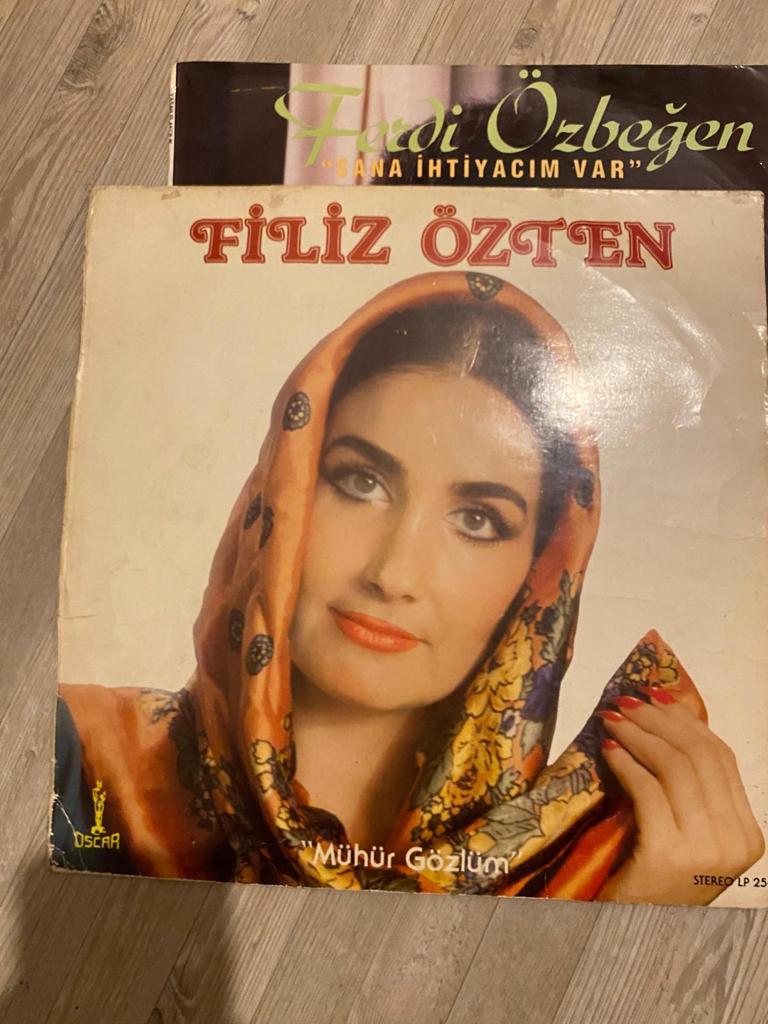 Ferdi Özbeğen
"SANA İHTİYACIM VAR"
FİLİZ ÖZTEN
OSCAR
"Mühür Gözlüm"
STEREO LP 25